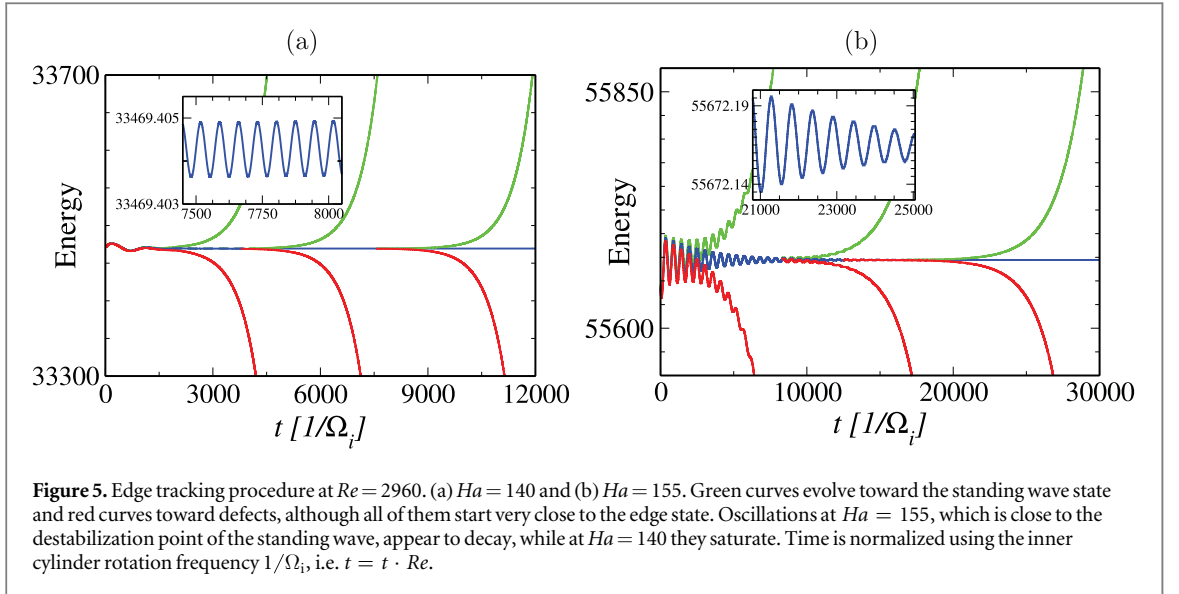 (a)
(b)
33700
33469.405
33469.403
7500 7750 8000
Energy
33300
0 3000 6000 9000 12000
t [1/Ωi]
55850
55672.19
55672.14
21000 23000 25000
Energy
55600
0 10000 20000 30000
t [1/Ωi]
Figure 5. Edge tracking procedure at Re = 2960. (a) Ha = 140 and (b) Ha = 155. Green curves evolve toward the standing wave state
and red curves toward defects, although all of them start very close to the edge state. Oscillations at Ha = 155, which is close to the
destabilization point of the standing wave, appear to decay, while at Ha = 140 they saturate. Time is normalized using the inner
cylinder rotation frequency 1/Ωi, i.e. t = t · Re.